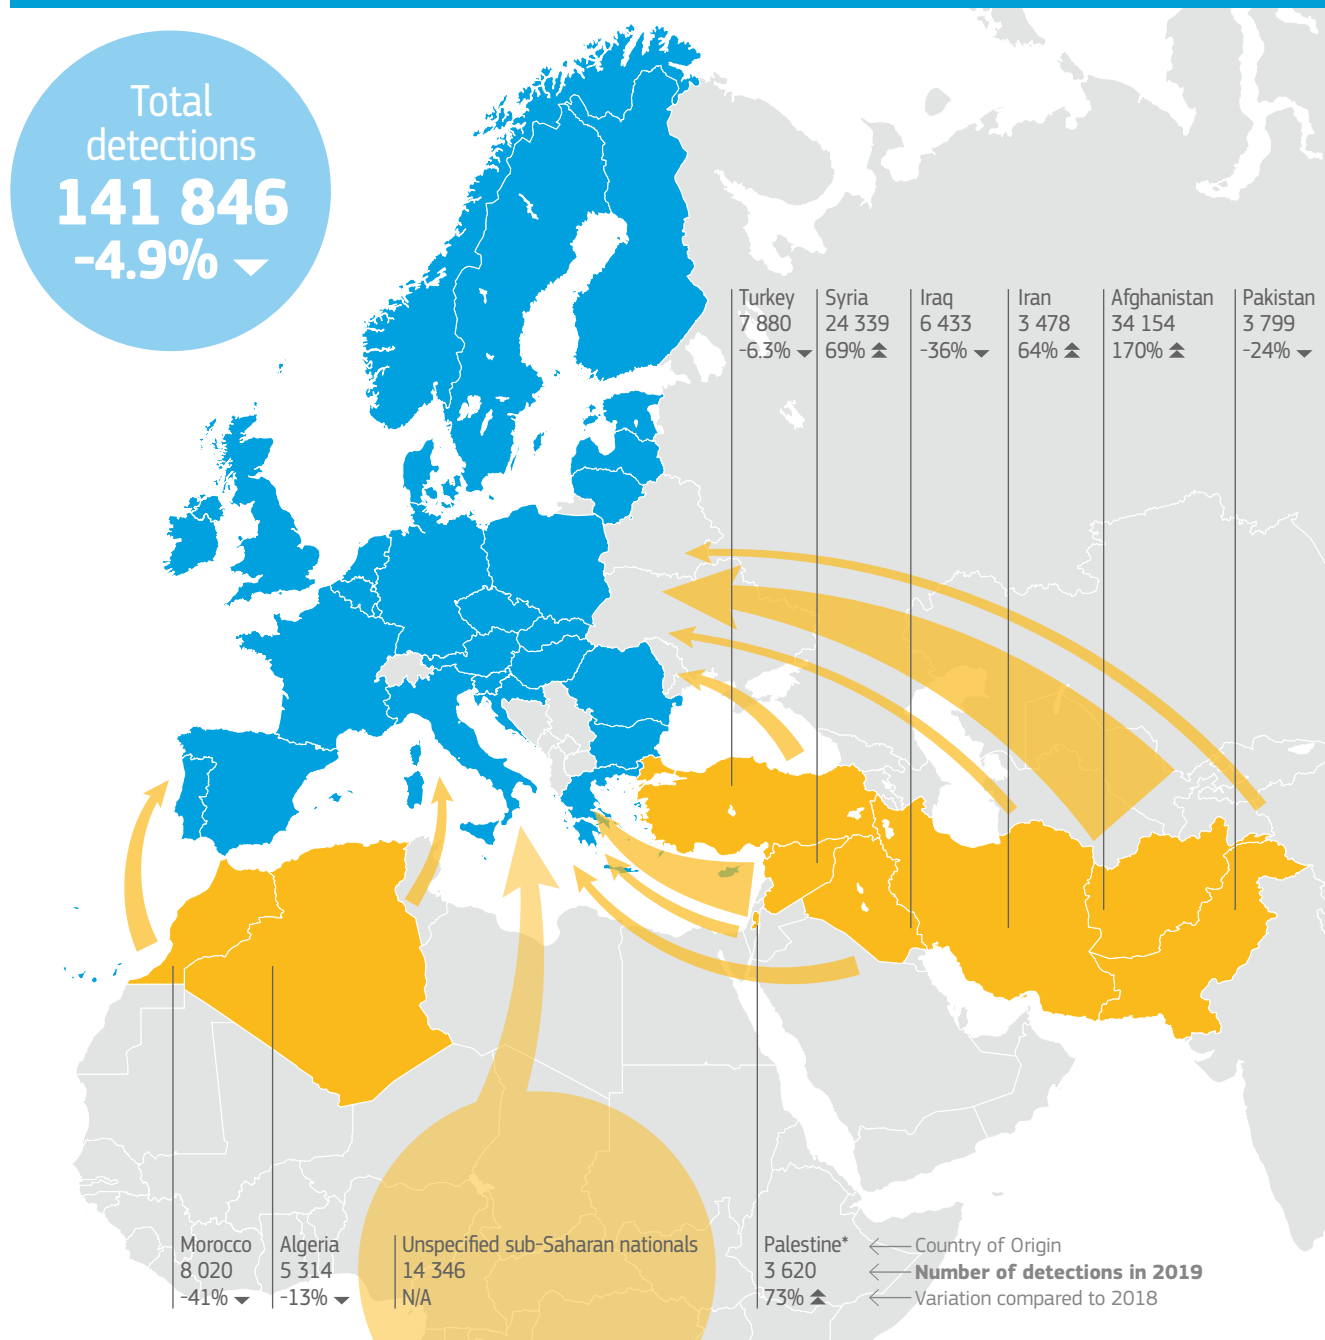 Total
detections
141 846
-4.9%
Turkey
7 880
-6.3%
Syria
24 339
69%
Iraq
6 433
-36%
Iran
3 478
64%
Afghanistan
34 154
170%
Pakistan
3 799
-24%
Morocco
8 020
-41%
Algeria
5 314
-13%
Unspecified sub-Saharan nationals
14 346
N/A
Palestine*
3 620
73%
Country of Origin
Number of detections in 2019
Variation compared to 2018